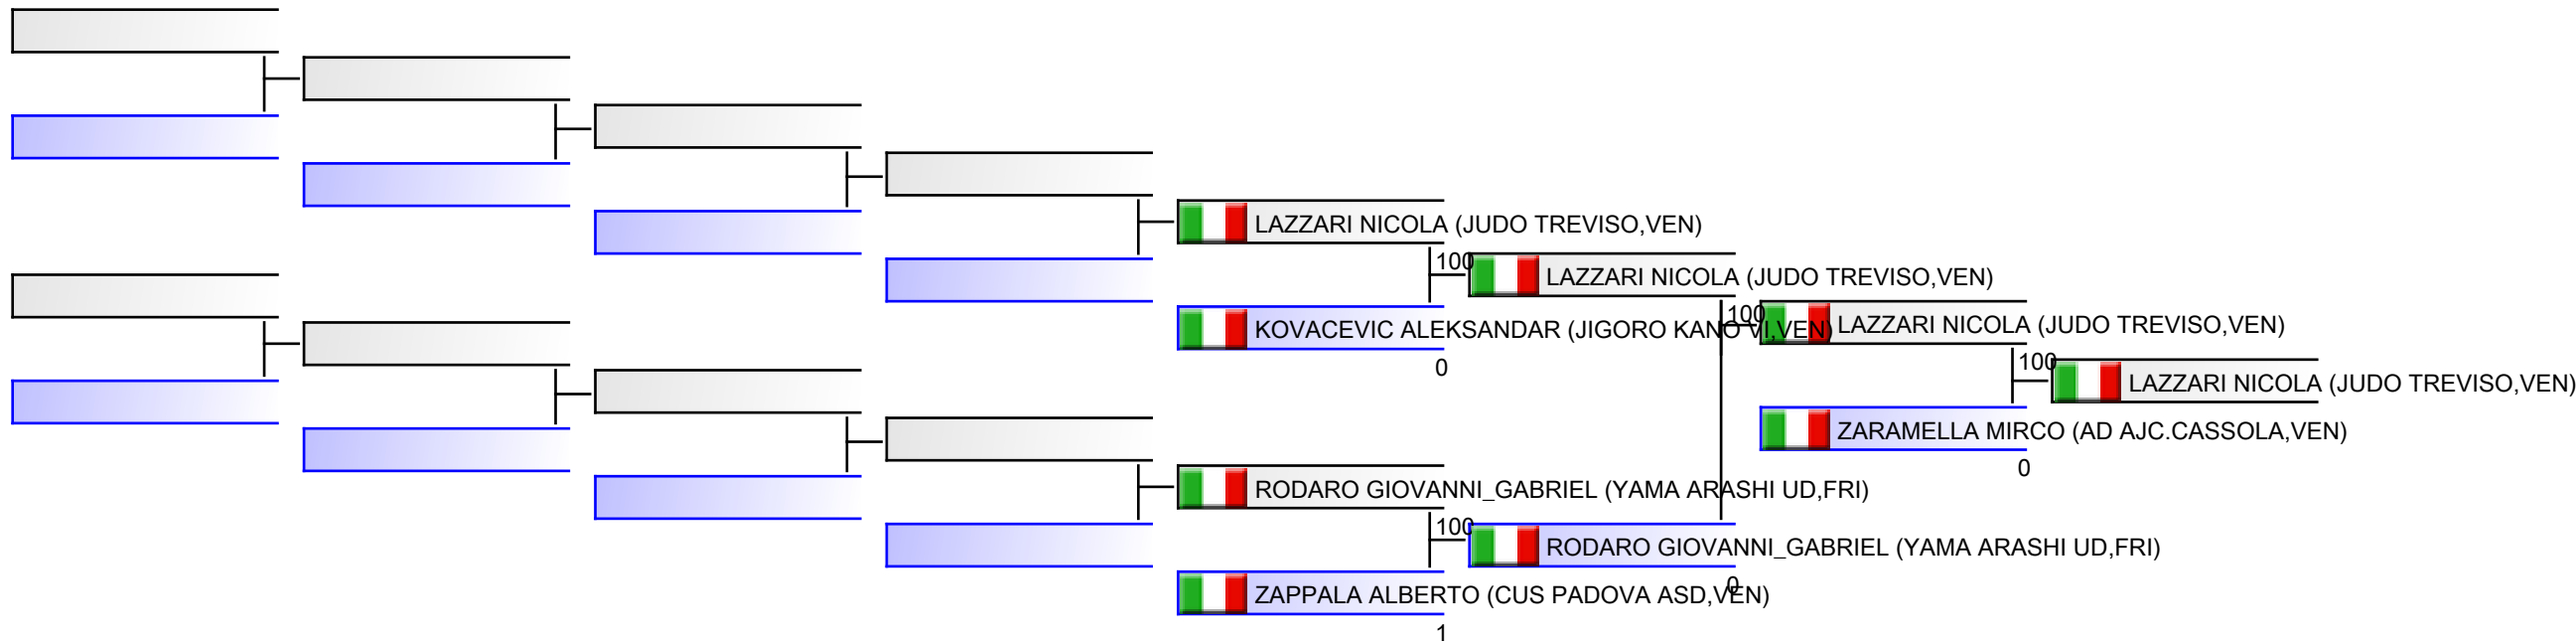 LAZZARI NICOLA (JUDO TREVISO,VEN)
100
LAZZARI NICOLA (JUDO TREVISO,VEN)
KOVACEVIC ALEKSANDAR (JIGORO KANO VI,VEN)
0
100
LAZZARI NICOLA (JUDO TREVISO,VEN)
100
LAZZARI NICOLA (JUDO TREVISO,VEN)
ZARAMELLA MIRCO (AD AJC.CASSOLA,VEN)
0
RODARO GIOVANNI_GABRIEL (YAMA ARASHI UD,FRI)
100
RODARO GIOVANNI_GABRIEL (YAMA ARASHI UD,FRI)
0
ZAPPALA ALBERTO (CUS PADOVA ASD,VEN)
1